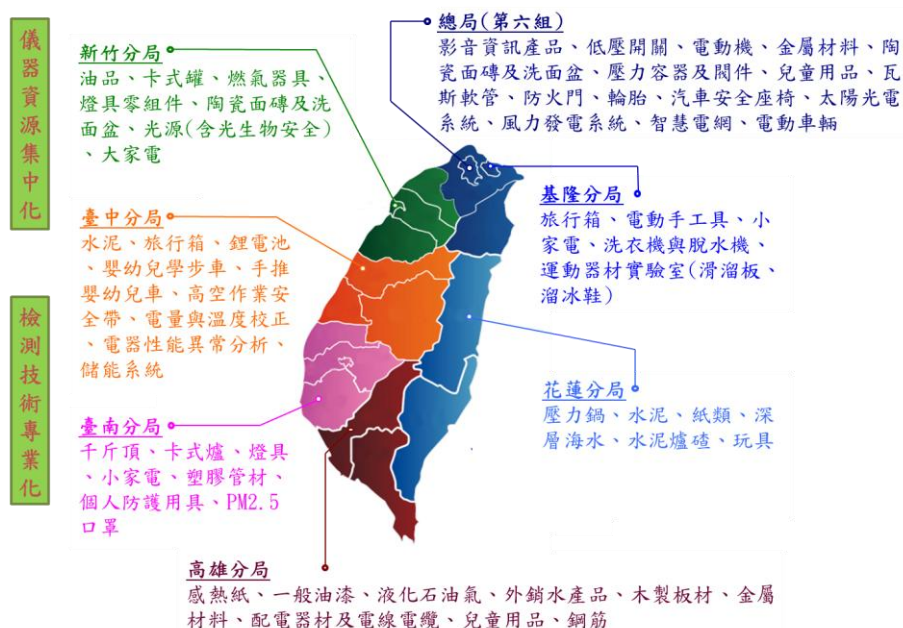 儀器資源集中化
檢測技術專業化
總局(第六組)
影音資訊產品、低壓開關、電動機、金屬材料、陶
瓷面磚及洗面盆、壓力容器及閥件、兒童用品、瓦
斯軟管、防火門、輪胎、汽車安全座椅、太陽光電
系統、風力發電系統、智慧電網、電動車輛
新竹分局
油品、卡式罐、燃氣器具、
燈具零組件、陶瓷面磚及洗
面盆、光源(含光生物安全)
、大家電
基隆分局
旅行箱、電動手工具、小
家電、洗衣機與脫水機、
運動器材實驗室(滑溜板、
溜冰鞋)
臺中分局
水泥、旅行箱、鋰電池
、嬰幼兒學步車、手推
嬰幼兒車、高空作業安
全帶、電量與溫度校正
、電器性能異常分析、
儲能系統
花蓮分局
壓力鍋、水泥、紙類、深
層海水、水泥爐碴、玩具
臺南分局
千斤頂、卡式爐、燈具
、小家電、塑膠管材、
個人防護用具、PM2.5
口罩
高雄分局
感熱紙、一般油漆、液化石油氣、外銷水產品、木製板材、金屬
材料、配電器材及電線電纜、兒童用品、鋼筋